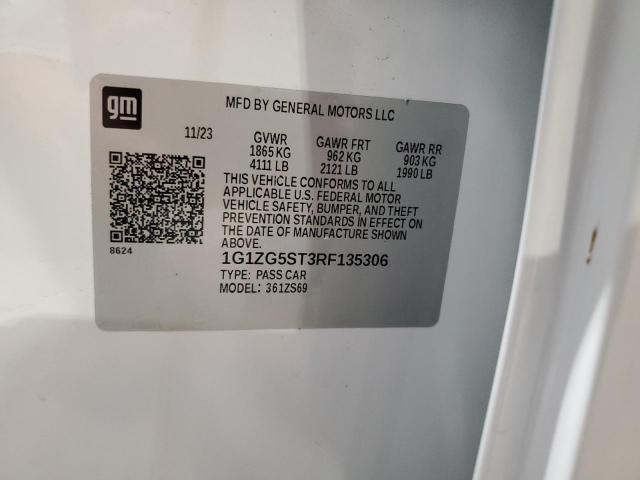 gm
MFD BY GENERAL MOTORS LLC
11/23 GVWR GAWR FRT GAWR RR
1865 KG 962 KG 903 KG
4111 LB 2121 LB 1990 LB
THIS VEHICLE CONFORMS TO ALL
APPLICABLE U.S. FEDERAL MOTOR
VEHICLE SAFETY, BUMPER, AND THEFT
PREVENTION STANDARDS IN EFFECT ON
THE DATE OF MANUFACTURE SHOWN
ABOVE.
8624
1G1ZG5ST3RF135306
TYPE: PASS CAR
MODEL: 361ZS69